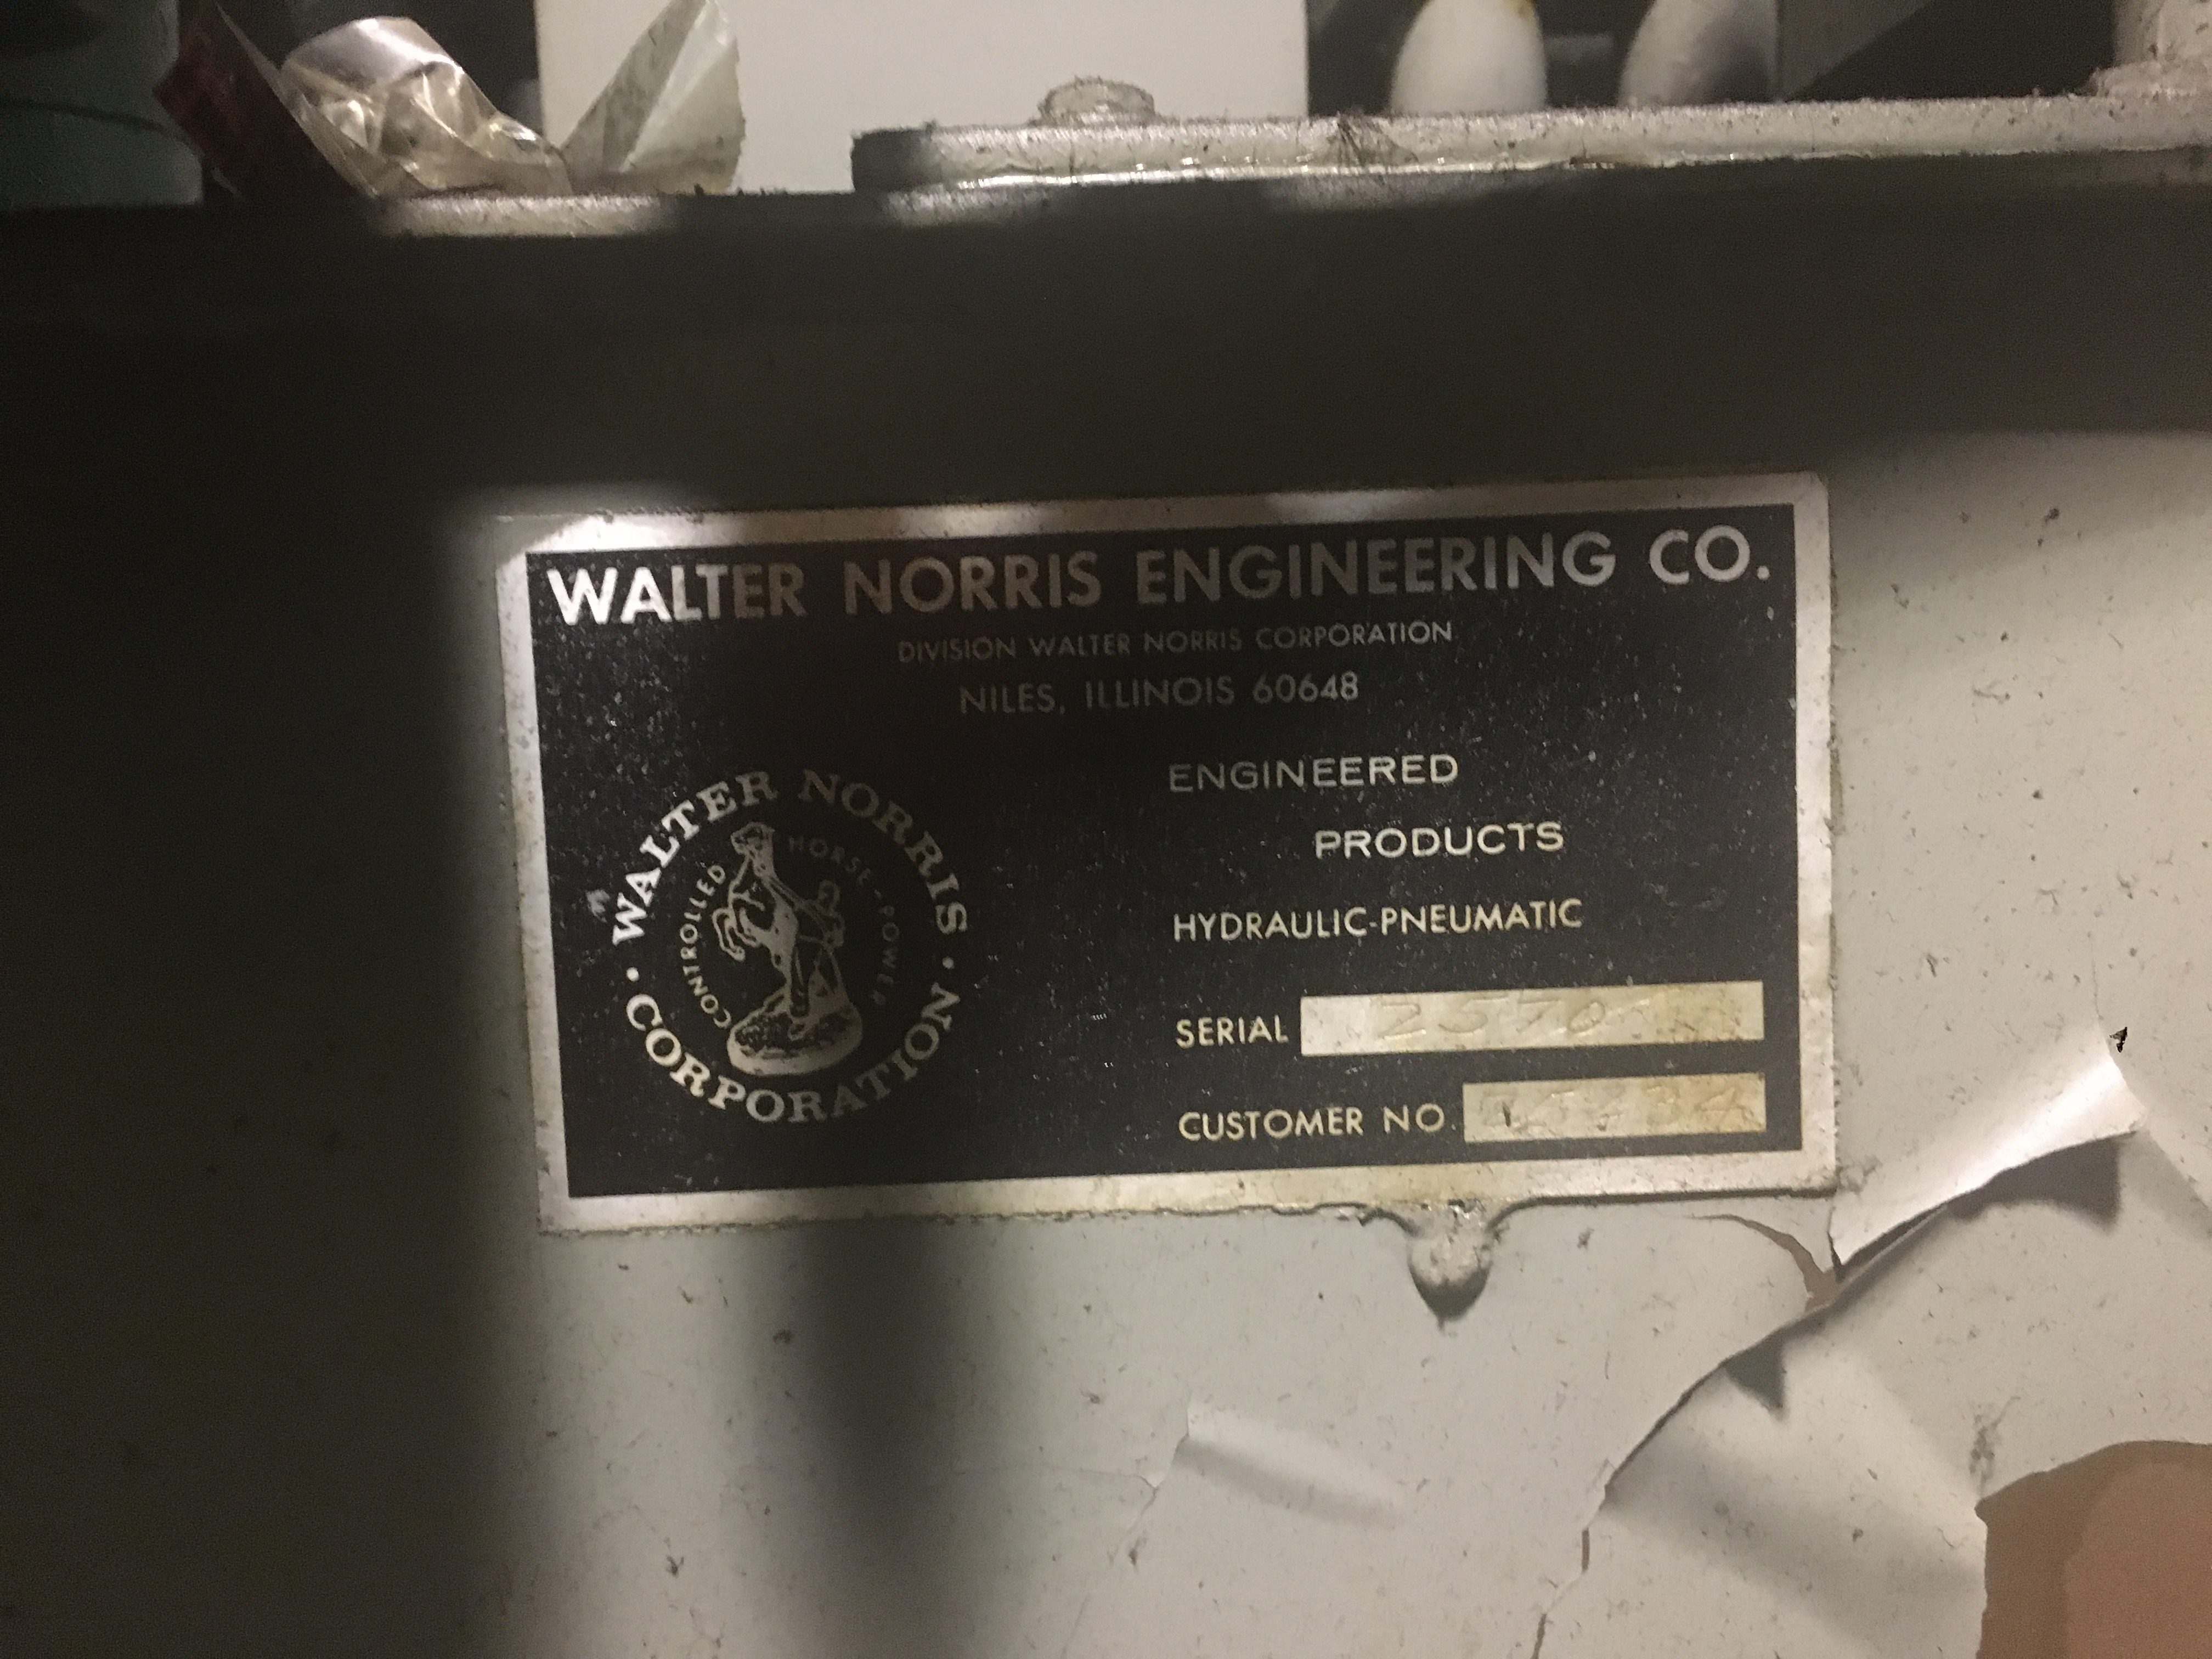 WALTER NORRIS ENGINEERING CO.
DIVISION WALTER NORRIS CORPORATION
NILES, ILLINOIS 60648
ENGINEERED
PRODUCTS
HYDRAULIC-PNEUMATIC
• WALTER NORRIS •
CORPORATION
CONTROLLED HORSE-POWER
SERIAL 2570
CUSTOMER NO.